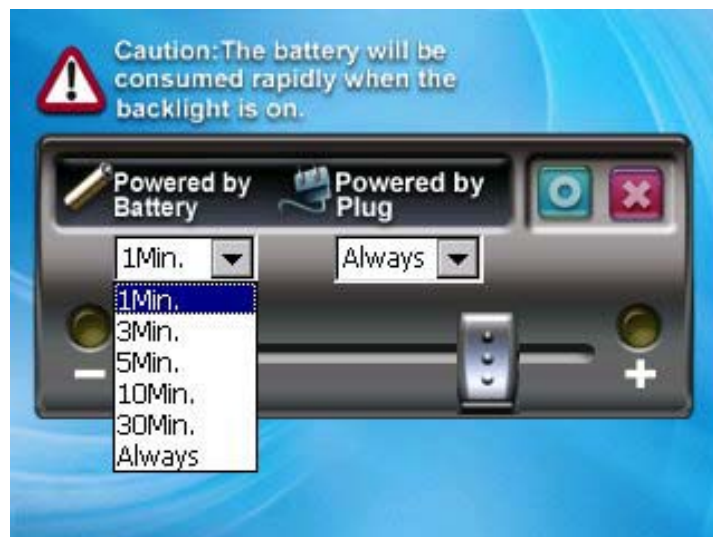 Caution:The battery will be
consumed rapidly when the
backlight is on.
Powered by
Battery
Powered by
Plug
1Min.
Always
1Min.
3Min.
5Min.
10Min.
30Min.
Always
− +